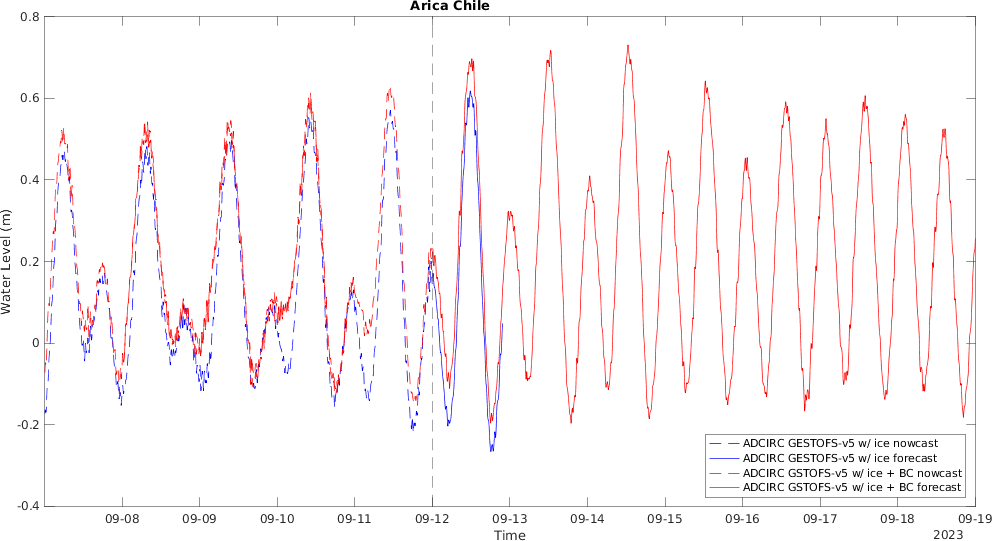 Arica Chile
Water Level (m)
0.8
0.6
0.4
0.2
0
-0.2
-0.4
ADCIRC GESTOFS-v5 w/ ice nowcast
ADCIRC GESTOFS-v5 w/ ice forecast
ADCIRC GSTOFS-v5 w/ ice + BC nowcast
ADCIRC GSTOFS-v5 w/ ice + BC forecast
09-08 09-09 09-10 09-11 09-12 09-13 09-14 09-15 09-16 09-17 09-18 09-19
Time
2023